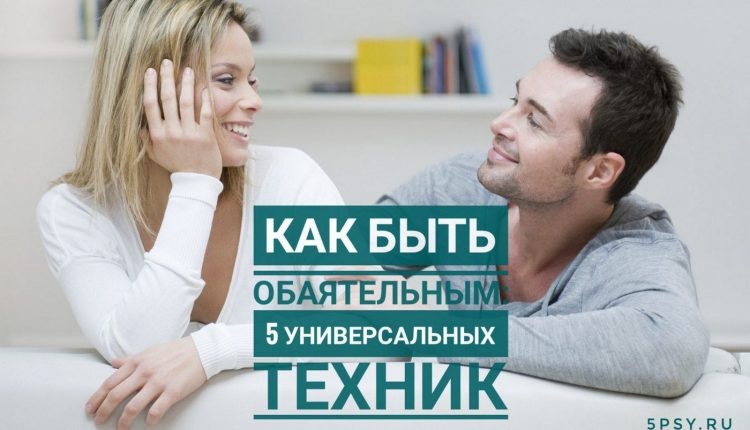 КАК БЫТЬ
ОБАЯТЕЛЬНЫМ:
5 УНИВЕРСАЛЬНЫХ
ТЕХНИК
5PSY.RU